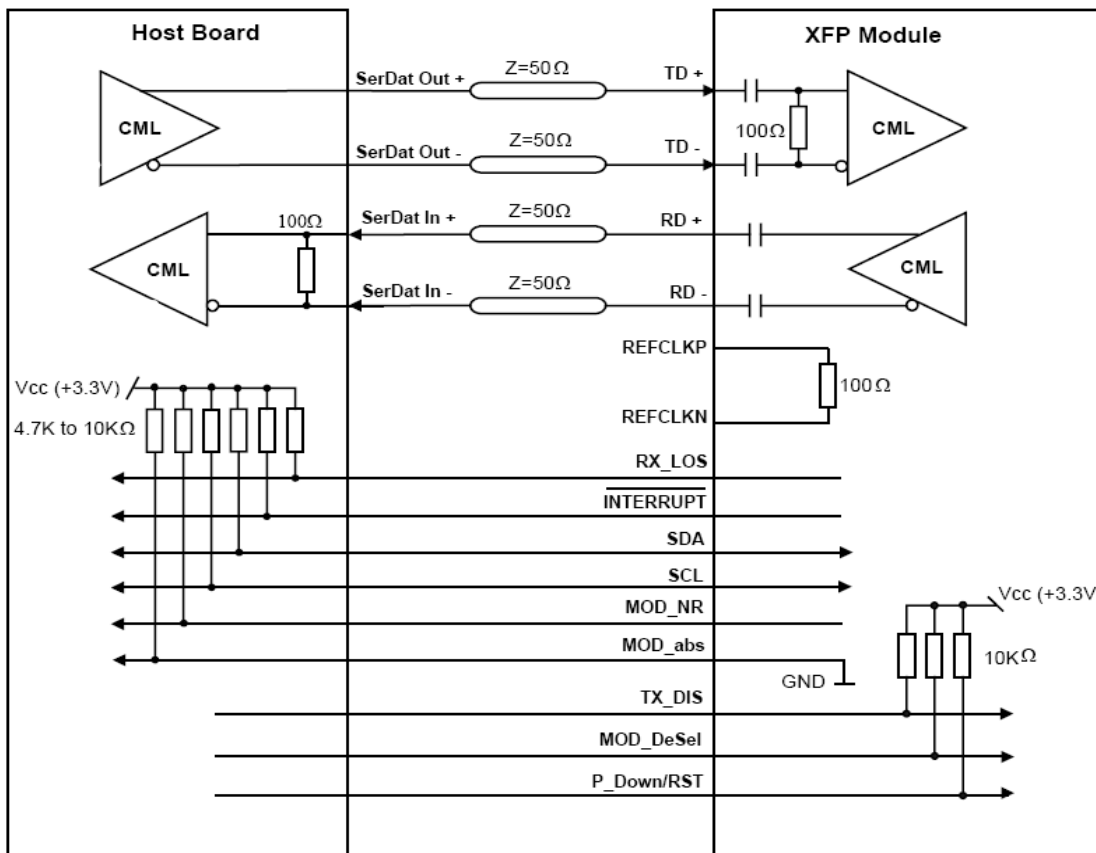 Host Board
XFP Module
SerDat Out +
Z=50Ω
TD +
CML
100Ω
CML
SerDat Out -
Z=50Ω
TD -
100Ω
SerDat In +
Z=50Ω
RD +
CML
CML
SerDat In -
Z=50Ω
RD -
REFCLKP
100Ω
REFCLKN
Vcc (+3.3V)
4.7K to 10KΩ
RX_LOS
INTERRUPT
SDA
SCL
MOD_NR
Vcc (+3.3V
MOD_abs
10KΩ
GND
TX_DIS
MOD_DeSel
P_Down/RST